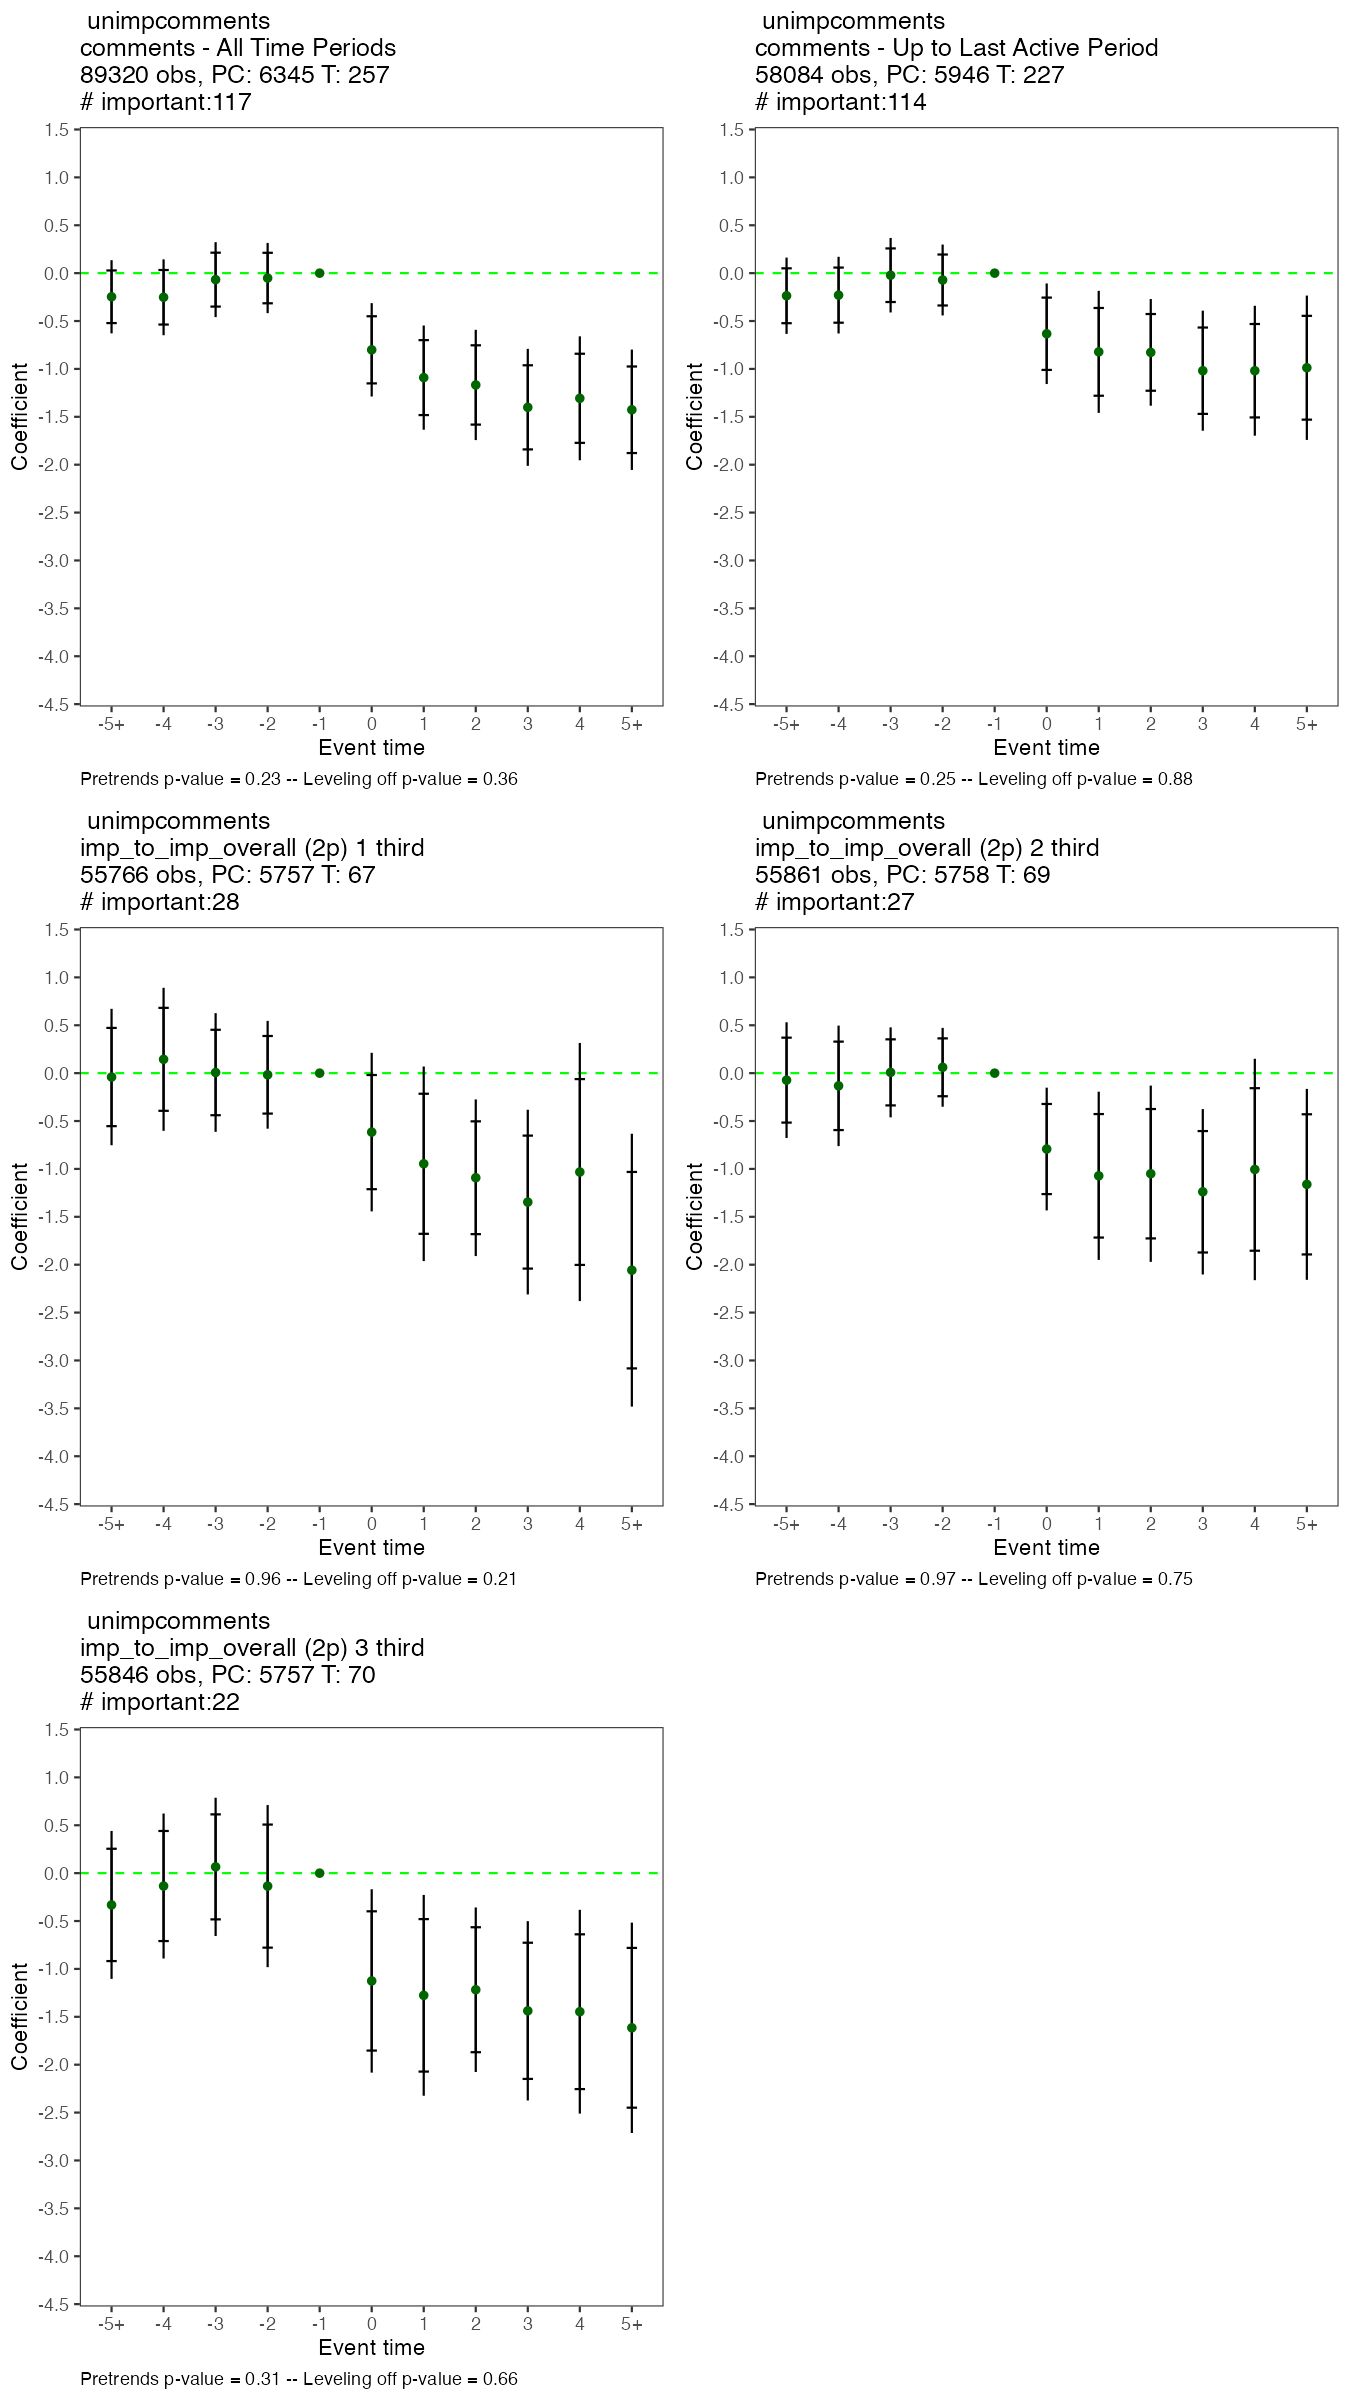 unimpcomments
comments - All Time Periods
89320 obs, PC: 6345 T: 257
# important:117
1.5
1.0
0.5
0.0
-0.5
-1.0
-1.5
-2.0
-2.5
-3.0
-3.5
-4.0
-4.5
Coefficient
-5+ -4 -3 -2 -1 0 1 2 3 4 5+
Event time
Pretrends p-value = 0.23 -- Leveling off p-value = 0.36
unimpcomments
comments - Up to Last Active Period
58084 obs, PC: 5946 T: 227
# important:114
1.5
1.0
0.5
0.0
-0.5
-1.0
-1.5
-2.0
-2.5
-3.0
-3.5
-4.0
-4.5
Coefficient
-5+ -4 -3 -2 -1 0 1 2 3 4 5+
Event time
Pretrends p-value = 0.25 -- Leveling off p-value = 0.88
unimpcomments
imp_to_imp_overall (2p) 1 third
55766 obs, PC: 5757 T: 67
# important:28
1.5
1.0
0.5
0.0
-0.5
-1.0
-1.5
-2.0
-2.5
-3.0
-3.5
-4.0
-4.5
Coefficient
-5+ -4 -3 -2 -1 0 1 2 3 4 5+
Event time
Pretrends p-value = 0.96 -- Leveling off p-value = 0.21
unimpcomments
imp_to_imp_overall (2p) 2 third
55861 obs, PC: 5758 T: 69
# important:27
1.5
1.0
0.5
0.0
-0.5
-1.0
-1.5
-2.0
-2.5
-3.0
-3.5
-4.0
-4.5
Coefficient
-5+ -4 -3 -2 -1 0 1 2 3 4 5+
Event time
Pretrends p-value = 0.97 -- Leveling off p-value = 0.75
unimpcomments
imp_to_imp_overall (2p) 3 third
55846 obs, PC: 5757 T: 70
# important:22
1.5
1.0
0.5
0.0
-0.5
-1.0
-1.5
-2.0
-2.5
-3.0
-3.5
-4.0
-4.5
Coefficient
-5+ -4 -3 -2 -1 0 1 2 3 4 5+
Event time
Pretrends p-value = 0.31 -- Leveling off p-value = 0.66